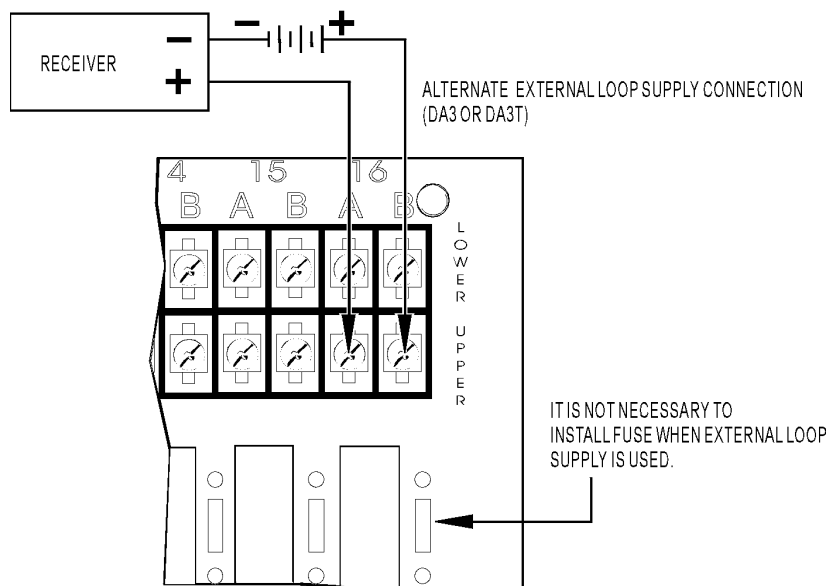 − +
− 
RECEIVER
+
ALTERNATE EXTERNAL LOOP SUPPLY CONNECTION
(DA3 OR DA3T)
4 15 16
B A B A B
LOWER UPPER
IT IS NOT NECESSARY TO
INSTALL FUSE WHEN EXTERNAL LOOP
SUPPLY IS USED.